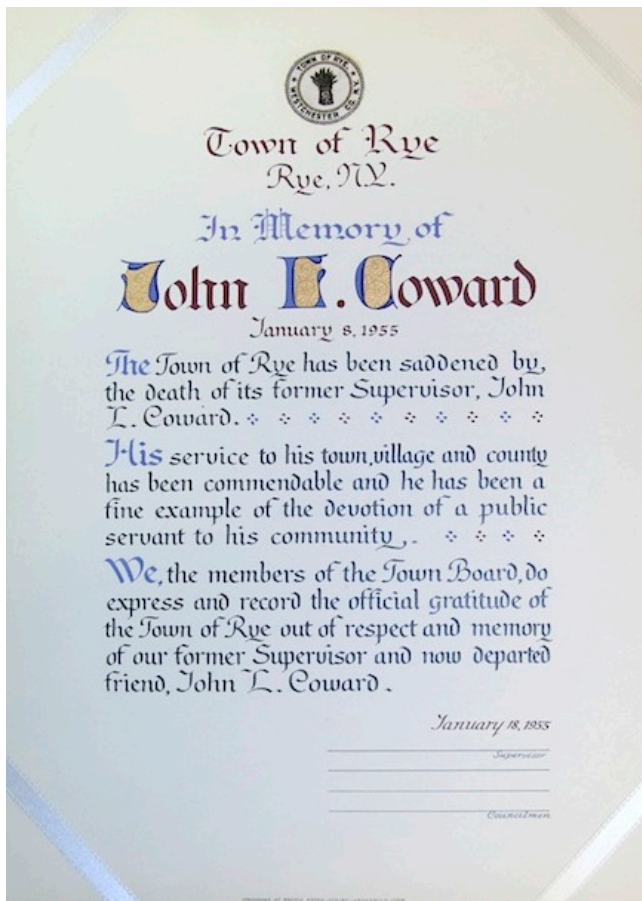 TOWN OF RYE,
WESTCHESTER CO. N.Y.
Town of Rye
Rye, N.Y.
In Memory of
John L. Coward
January 8, 1955
The Town of Rye has been saddened by,
the death of its former Supervisor, John
L. Coward.
His service to his town, village and county
has been commendable and he has been a
fine example of the devotion of a public
servant to his community,.
We, the members of the Town Board, do
express and record the official gratitude of
the Town of Rye out of respect and memory
of our former Supervisor and now departed
friend, John L. Coward.
January 18, 1955
Supervisor
Councilmen